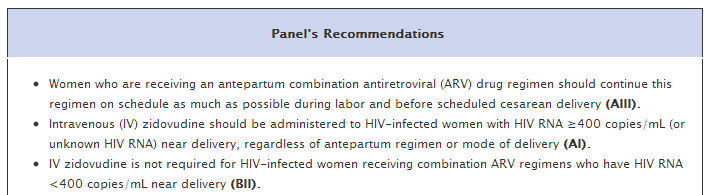 Panel's Recommendations
• Women who are receiving an antepartum combination antiretroviral (ARV) drug regimen should continue this
regimen on schedule as much as possible during labor and before scheduled cesarean delivery (AIII).
• Intravenous (IV) zidovudine should be administered to HIV-infected women with HIV RNA ≥400 copies/mL (or
unknown HIV RNA) near delivery, regardless of antepartum regimen or mode of delivery (AI).
• IV zidovudine is not required for HIV-infected women receiving combination ARV regimens who have HIV RNA
<400 copies/mL near delivery (BII).